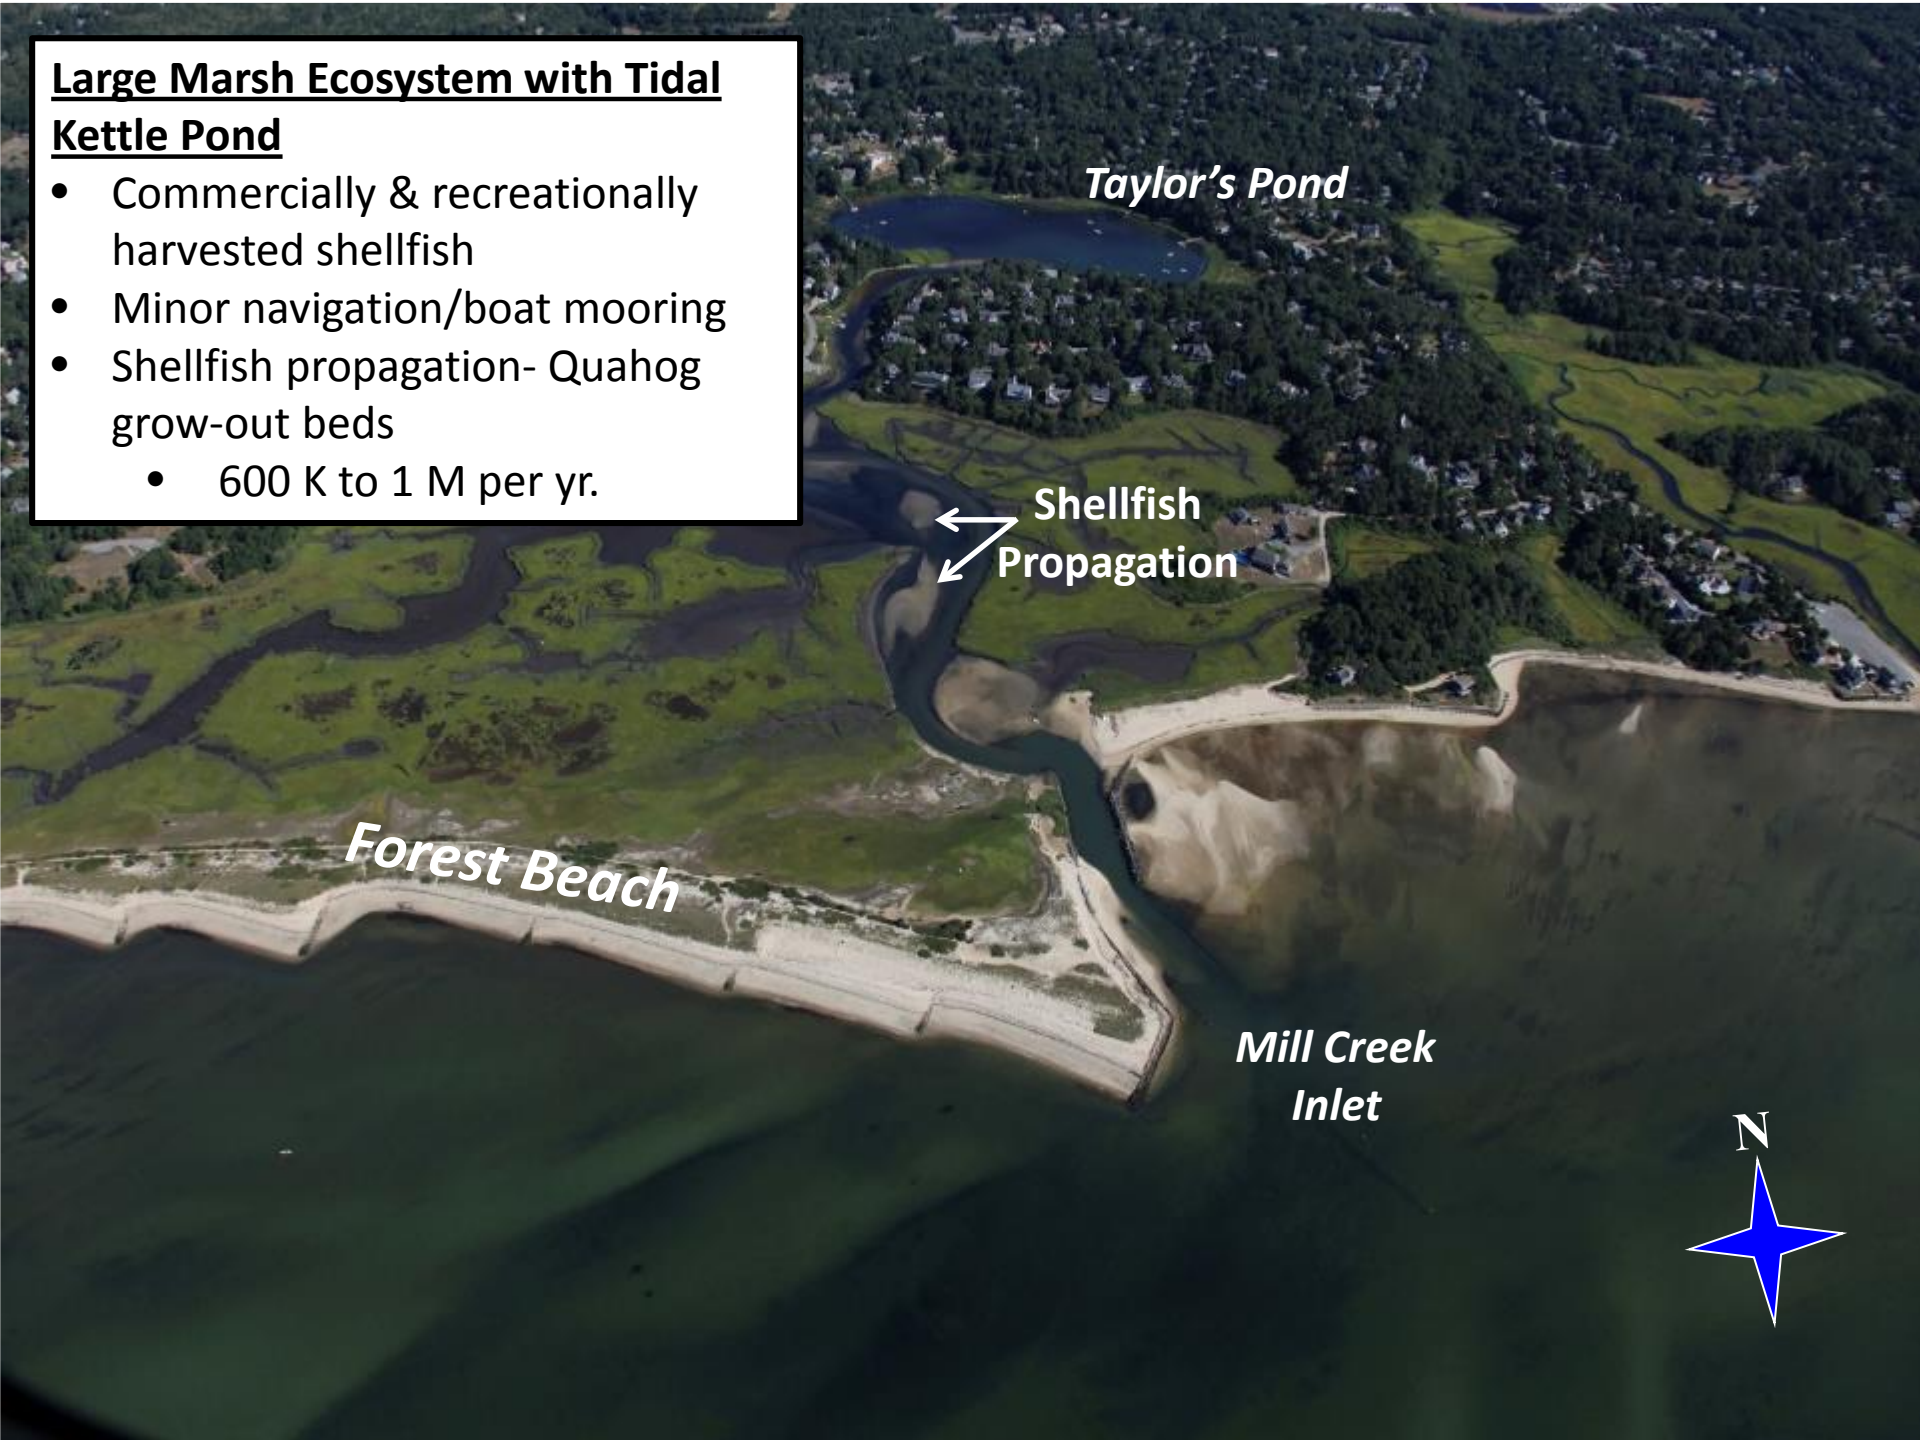 Large Marsh Ecosystem with Tidal
Kettle Pond
• Commercially & recreationally
harvested shellfish
• Minor navigation/boat mooring
• Shellfish propagation- Quahog
grow-out beds
• 600 K to 1 M per yr.
Taylor’s Pond
Shellfish
Propagation
Forest Beach
Mill Creek
Inlet
N